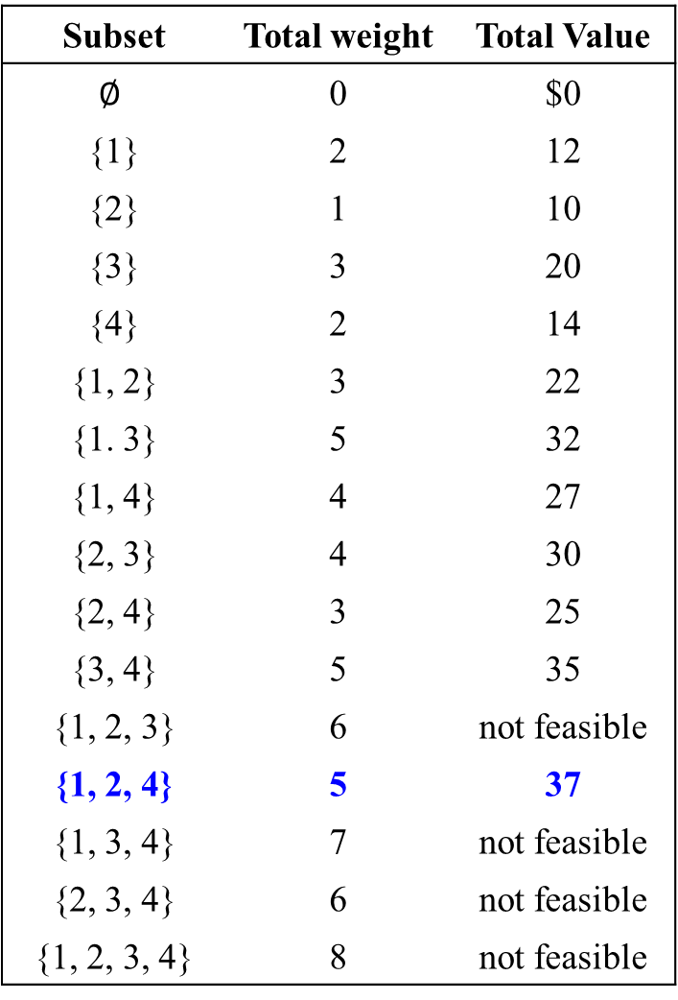 Subset Total weight Total Value
∅ 0 $0
{1} 2 12
{2} 1 10
{3} 3 20
{4} 2 14
{1, 2} 3 22
{1. 3} 5 32
{1, 4} 4 27
{2, 3} 4 30
{2, 4} 3 25
{3, 4} 5 35
{1, 2, 3} 6 not feasible
{1, 2, 4} 5 37
{1, 3, 4} 7 not feasible
{2, 3, 4} 6 not feasible
{1, 2, 3, 4} 8 not feasible